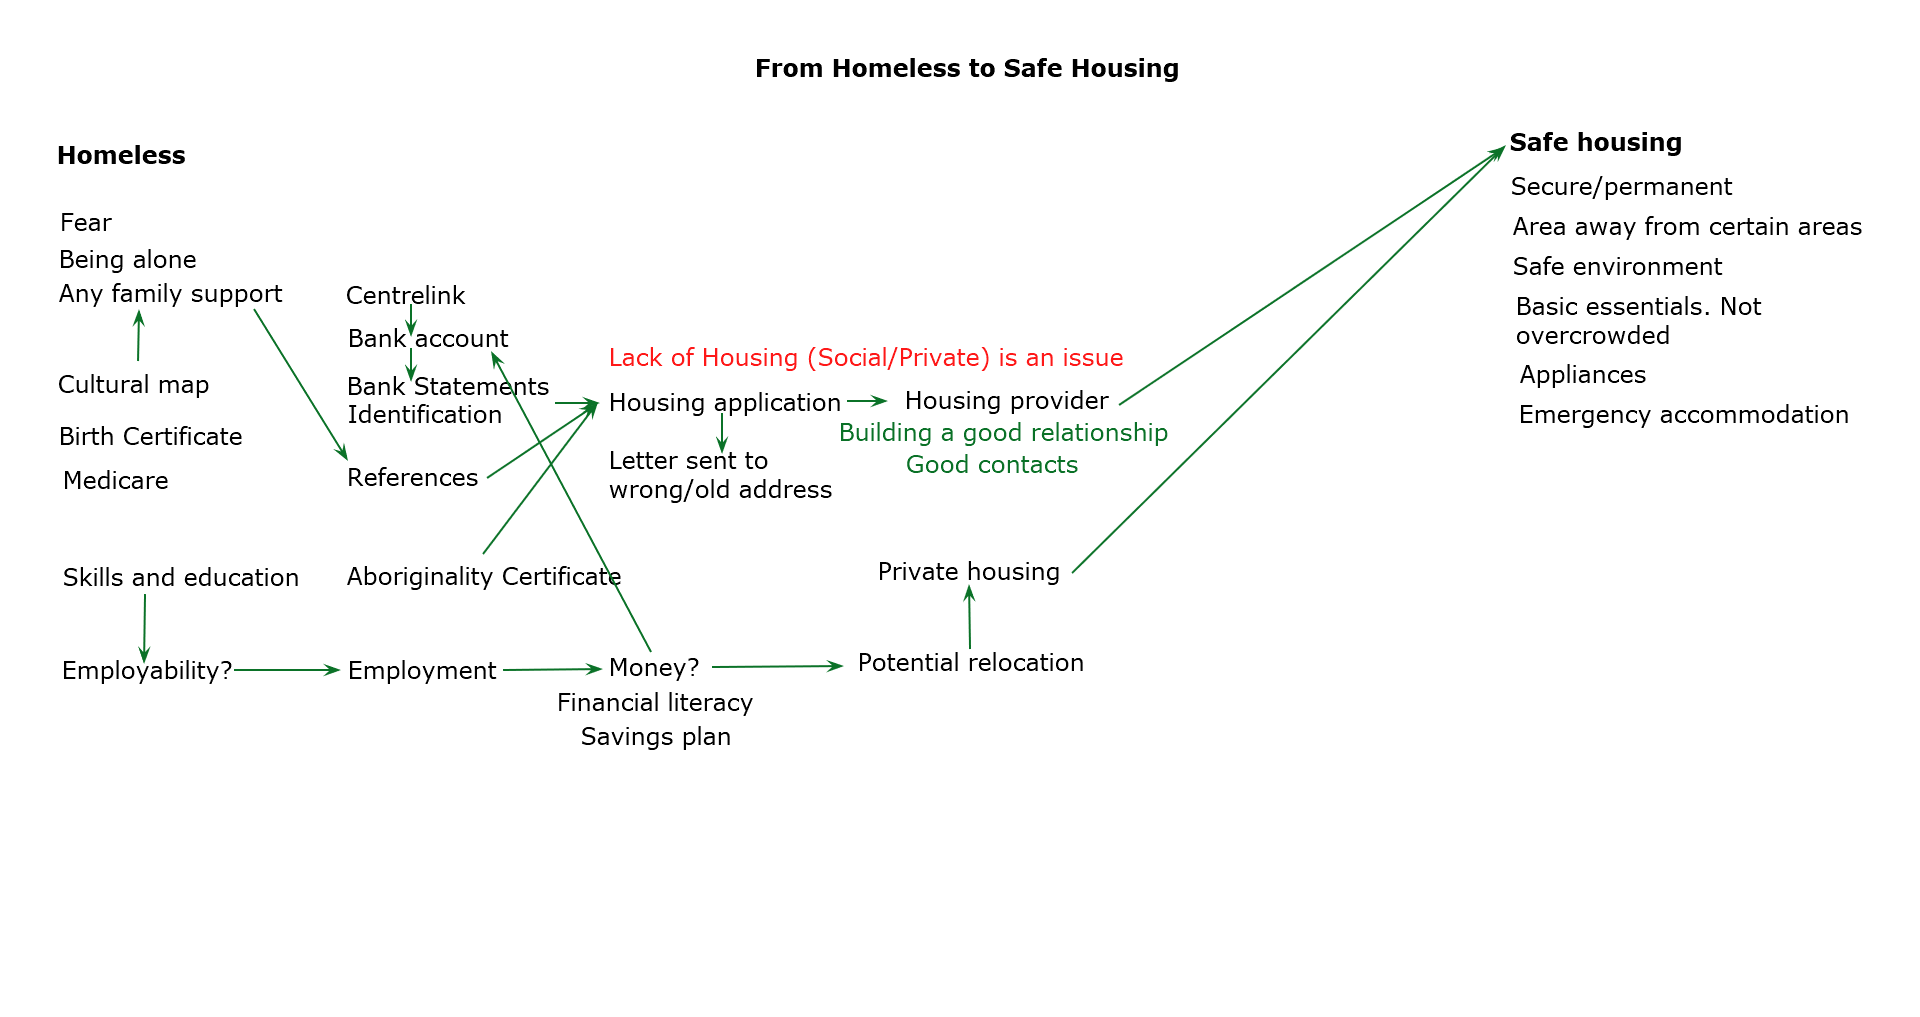 From Homeless to Safe Housing
Homeless
Fear
Being alone
Any family support
Cultural map
Birth Certificate
Medicare
Skills and education
Employability?
Centrelink
Bank account
Bank Statements
Identification
References
Aboriginality Certificate
Employment
Lack of Housing (Social/Private) is an issue
Housing application
Letter sent to
wrong/old address
Money?
Financial literacy
Savings plan
Housing provider
Building a good relationship
Good contacts
Private housing
Potential relocation
Safe housing
Secure/permanent
Area away from certain areas
Safe environment
Basic essentials. Not
overcrowded
Appliances
Emergency accommodation